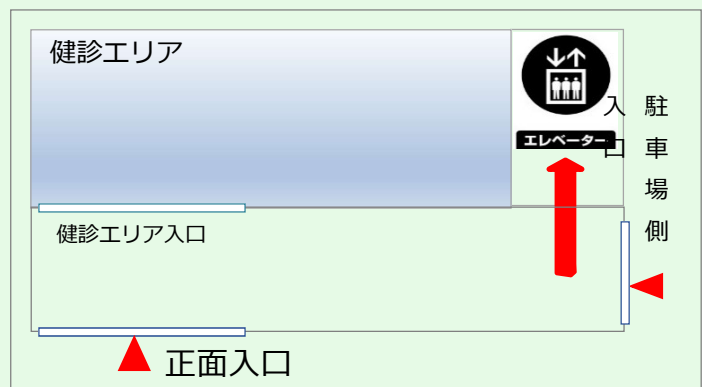 健診エリア
エレベーター
駐車場側
入口
健診エリア入口
正面入口